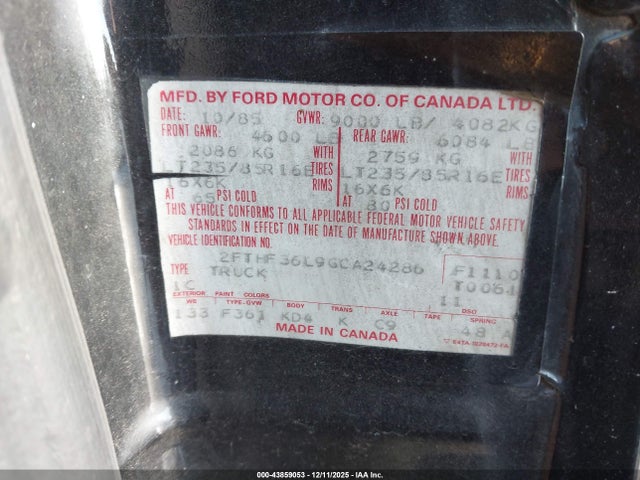 MFD. BY FORD MOTOR CO. OF CANADA LTD.
DATE: 10/85 GVWR: 9000 LB/ 4082KG
FRONT GAWR: 4600 LB REAR GAWR: 6084 LB
2086 KG WITH 2759 KG WITH
LT235/85R16E TIRES LT235/85R16E TIRES
16X6K RIMS 16X6K RIMS
AT PSI COLD AT 80 PSI COLD
THIS VEHICLE CONFORMS TO ALL APPLICABLE FEDERAL MOTOR VEHICLE SAFETY
STANDARDS IN EFFECT ON THE DATE OF MANUFACTURE SHOWN ABOVE.
VEHICLE IDENTIFICATION NO.
2FTHF36L9GCA24286 F1110
TYPE TRUCK T0051
1C 11
EXTERIOR PAINT COLORS DSO
WB TYPE-GVW BODY TRANS AXLE TAPE SPRING
133 F361 KD4 K C9 48 A
MADE IN CANADA
000-43859053 - 12/11/2025 - IAA Inc.